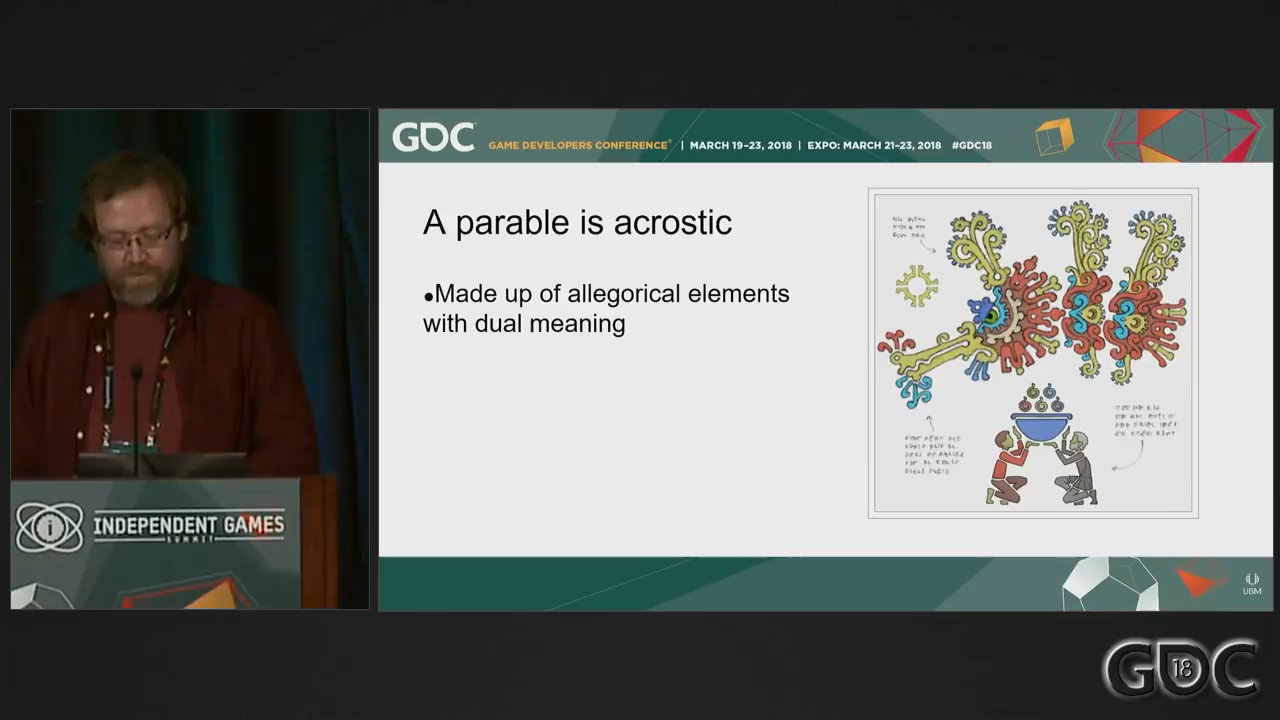 GDC
GAME DEVELOPERS CONFERENCE® | MARCH 19–23, 2018 | EXPO: MARCH 21–23, 2018 #GDC18
A parable is acrostic
•Made up of allegorical elements
with dual meaning
i INDEPENDENT GAMES
SUMMIT
UBM
GDC 18